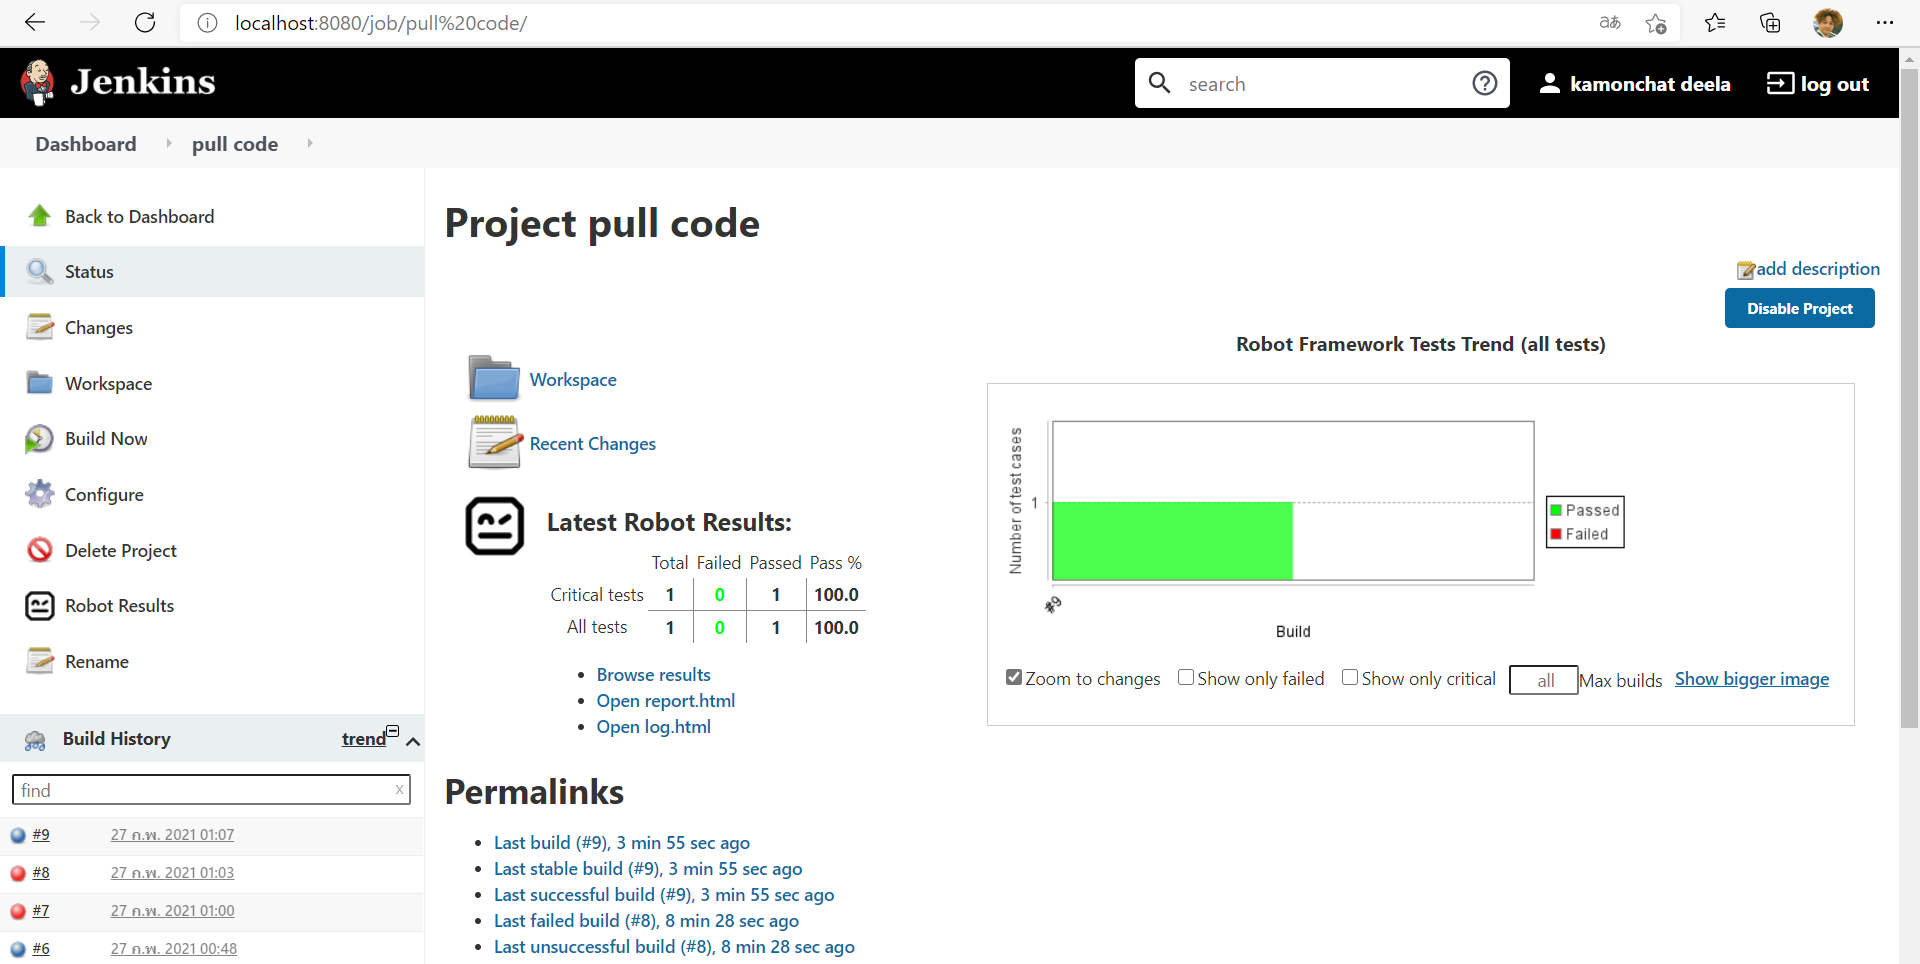 localhost:8080/job/pull%20code/
aあ
Jenkins
search
kamonchat deela
log out
Dashboard
pull code
Back to Dashboard
Status
Changes
Workspace
Build Now
Configure
Delete Project
Robot Results
Rename
Build History
trend
find
x
#9 27 ก.พ. 2021 01:07
#8 27 ก.พ. 2021 01:03
#7 27 ก.พ. 2021 01:00
#6 27 ก.พ. 2021 00:48
Project pull code
add description
Disable Project
Workspace
Recent Changes
Latest Robot Results:
Total Failed Passed Pass %
Critical tests 1 0 1 100.0
All tests 1 0 1 100.0
Browse results
Open report.html
Open log.html
Robot Framework Tests Trend (all tests)
Number of test cases
1
Passed
Failed
#9
Build
Zoom to changes Show only failed Show only critical all Max builds Show bigger image
Permalinks
Last build (#9), 3 min 55 sec ago
Last stable build (#9), 3 min 55 sec ago
Last successful build (#9), 3 min 55 sec ago
Last failed build (#8), 8 min 28 sec ago
Last unsuccessful build (#8), 8 min 28 sec ago